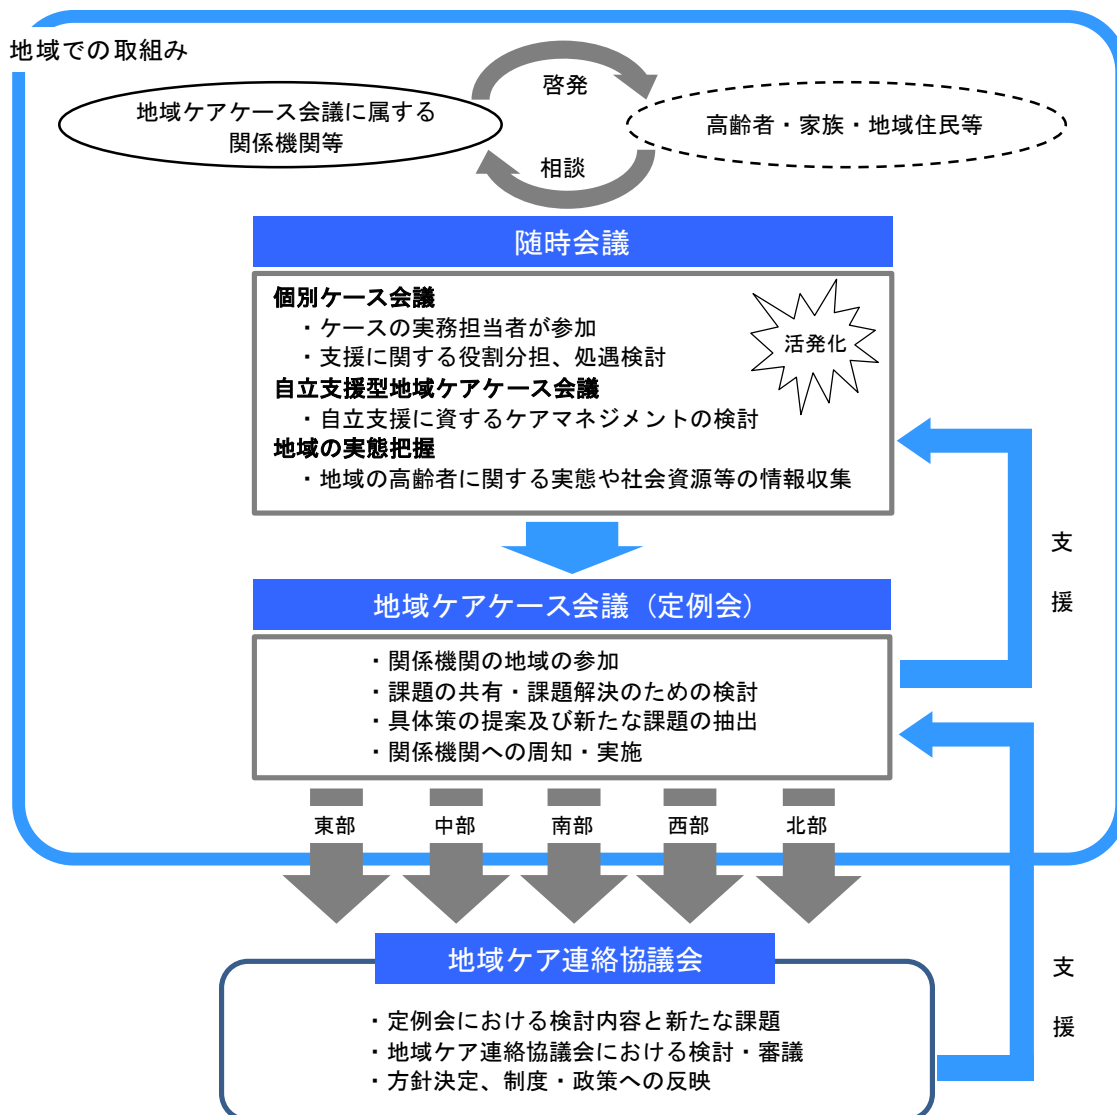 地域での取組み
啓発
地域ケアケース会議に属する
関係機関等
高齢者・家族・地域住民等
相談
随時会議
個別ケース会議
・ケースの実務担当者が参加
・支援に関する役割分担、処遇検討
活発化
自立支援型地域ケアケース会議
・自立支援に資するケアマネジメントの検討
地域の実態把握
・地域の高齢者に関する実態や社会資源等の情報収集
支
援
地域ケアケース会議（定例会）
・関係機関の地域の参加
・課題の共有・課題解決のための検討
・具体策の提案及び新たな課題の抽出
・関係機関への周知・実施
東部
中部
南部
西部
北部
地域ケア連絡協議会
・定例会における検討内容と新たな課題
・地域ケア連絡協議会における検討・審議
・方針決定、制度・政策への反映
支
援